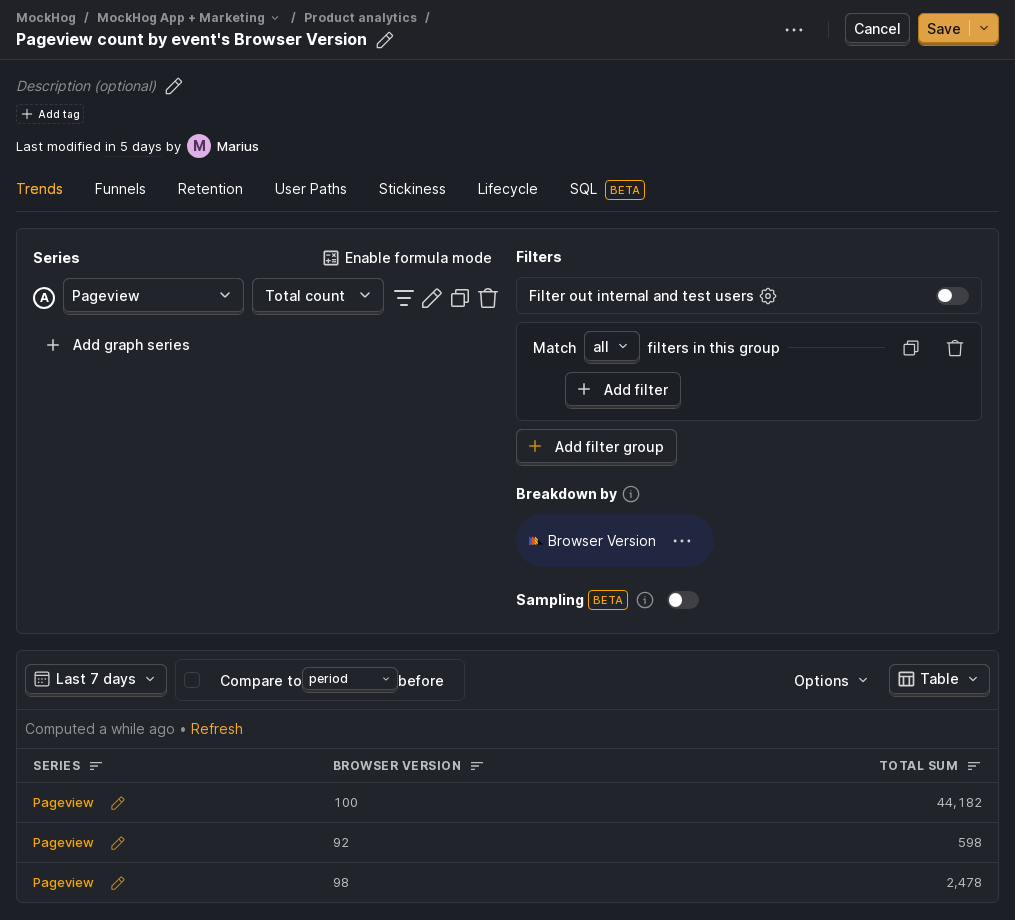 MockHog / MockHog App + Marketing / Product analytics /
Pageview count by event's Browser Version
Cancel
Save
Description (optional)
Add tag
Last modified in 5 days by M Marius
Trends Funnels Retention User Paths Stickiness Lifecycle SQL BETA
Series
Enable formula mode
A Pageview Total count
Add graph series
Filters
Filter out internal and test users
Match all filters in this group
Add filter
Add filter group
Breakdown by
Browser Version
Sampling BETA
Last 7 days Compare to period before Options Table
Computed a while ago • Refresh
SERIES BROWSER VERSION TOTAL SUM
Pageview 100 44,182
Pageview 92 598
Pageview 98 2,478